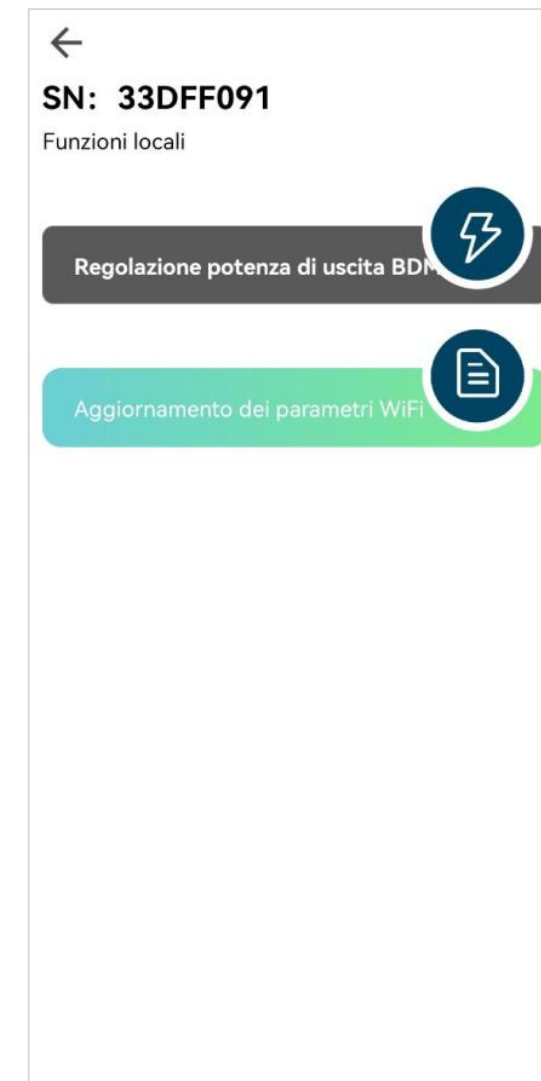 SN: 33DFF091
Funzioni locali
Regolazione potenza di uscita BDM
Aggiornamento dei parametri WiFi